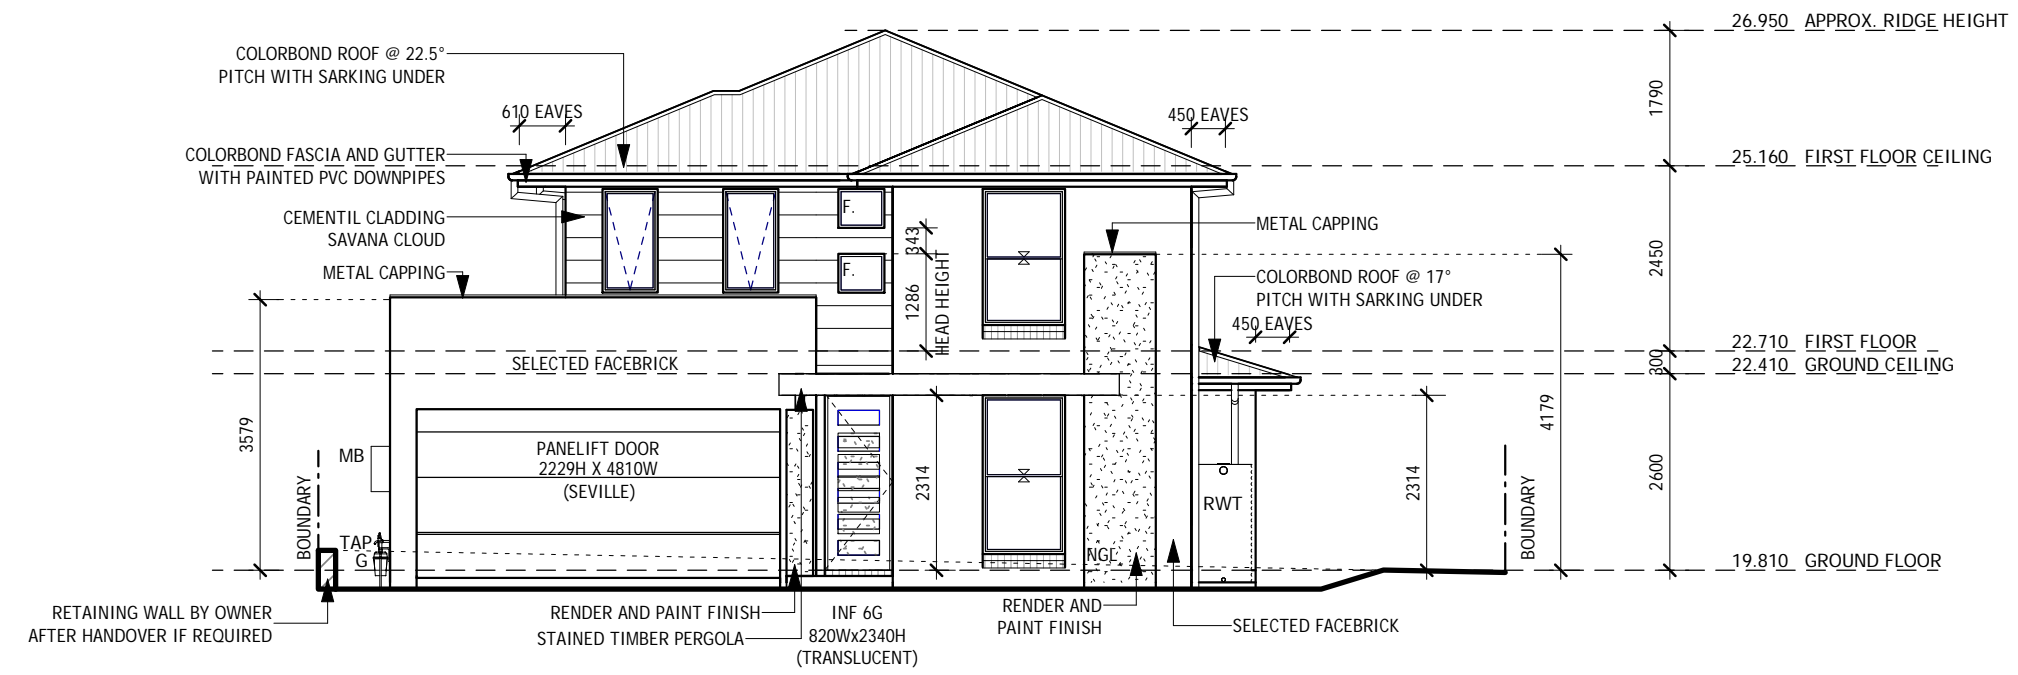 26.950 APPROX. RIDGE HEIGHT
COLORBOND ROOF @ 22.5°
PITCH WITH SARKING UNDER
1790
610 EAVES
450 EAVES
COLORBOND FASCIA AND GUTTER
WITH PAINTED PVC DOWNPIPES
25.160 FIRST FLOOR CEILING
CEMENTIL CLADDING
SAVANA CLOUD
F.
343
METAL CAPPING
METAL CAPPING
F.
1286
HEAD HEIGHT
2450
COLORBOND ROOF @ 17°
PITCH WITH SARKING UNDER
450 EAVES
22.710 FIRST FLOOR
300
22.410 GROUND CEILING
SELECTED FACEBRICK
3579
4179
PANELIFT DOOR
2229H X 4810W
(SEVILLE)
MB
2314
2314
2600
RWT
BOUNDARY
BOUNDARY
TAP
G
NGL
19.810 GROUND FLOOR
RETAINING WALL BY OWNER
AFTER HANDOVER IF REQUIRED
RENDER AND PAINT FINISH
STAINED TIMBER PERGOLA
INF 6G
820Wx2340H
(TRANSLUCENT)
RENDER AND
PAINT FINISH
SELECTED FACEBRICK